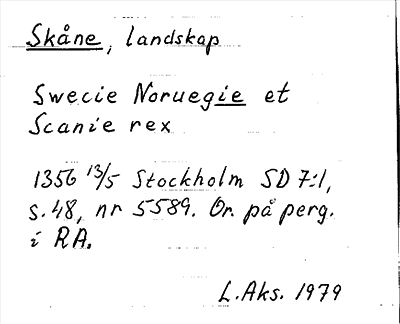 Skåne, landskap
Swecie Noruegie et
Scanie rex
1356 13/5 Stockholm SD 7:1,
s. 48, nr 5589. Or. på perg.
i RA.
L. Aks. 1979